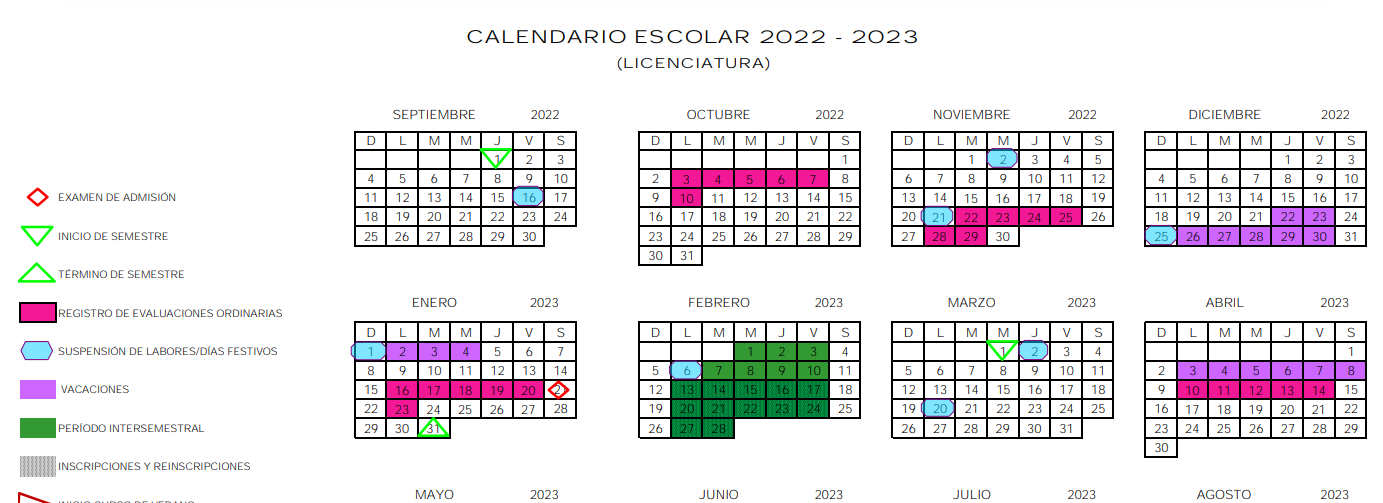 CALENDARIO ESCOLAR 2022 - 2023
(LICENCIATURA)
EXAMEN DE ADMISIÓN
INICIO DE SEMESTRE
TÉRMINO DE SEMESTRE
REGISTRO DE EVALUACIONES ORDINARIAS
SUSPENSIÓN DE LABORES/DÍAS FESTIVOS
VACACIONES
PERÍODO INTERSEMESTRAL
INSCRIPCIONES Y REINSCRIPCIONES
INICIO CURSO DE VERANO
SEPTIEMBRE 2022
D L M M J V S
1 2 3
4 5 6 7 8 9 10
11 12 13 14 15 16 17
18 19 20 21 22 23 24
25 26 27 28 29 30
OCTUBRE 2022
D L M M J V S
1
2 3 4 5 6 7 8
9 10 11 12 13 14 15
16 17 18 19 20 21 22
23 24 25 26 27 28 29
30 31
NOVIEMBRE 2022
D L M M J V S
1 2 3 4 5
6 7 8 9 10 11 12
13 14 15 16 17 18 19
20 21 22 23 24 25 26
27 28 29 30
DICIEMBRE 2022
D L M M J V S
1 2 3
4 5 6 7 8 9 10
11 12 13 14 15 16 17
18 19 20 21 22 23 24
25 26 27 28 29 30 31
ENERO 2023
D L M M J V S
1 2 3 4 5 6 7
8 9 10 11 12 13 14
15 16 17 18 19 20 21
22 23 24 25 26 27 28
29 30 31
FEBRERO 2023
D L M M J V S
1 2 3 4
5 6 7 8 9 10 11
12 13 14 15 16 17 18
19 20 21 22 23 24 25
26 27 28
MARZO 2023
D L M M J V S
1 2 3 4
5 6 7 8 9 10 11
12 13 14 15 16 17 18
19 20 21 22 23 24 25
26 27 28 29 30 31
ABRIL 2023
D L M M J V S
1
2 3 4 5 6 7 8
9 10 11 12 13 14 15
16 17 18 19 20 21 22
23 24 25 26 27 28 29
30
MAYO 2023
JUNIO 2023
JULIO 2023
AGOSTO 2023